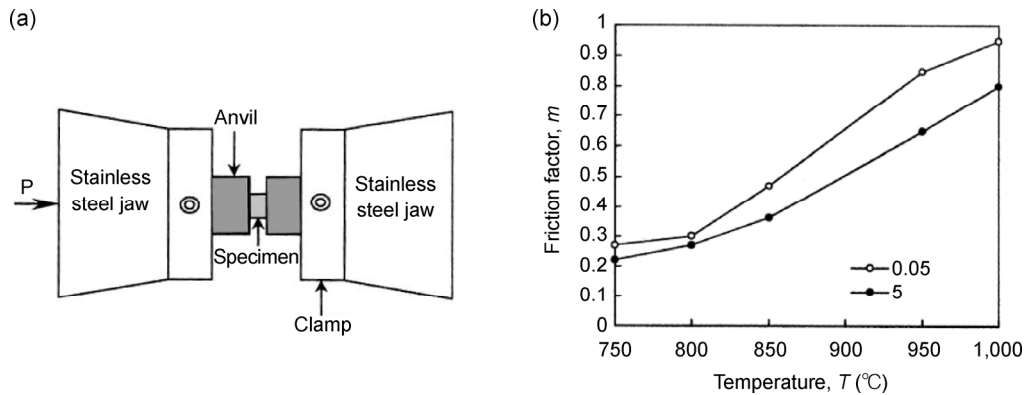 (a)
Anvil
Stainless
steel jaw
Stainless
steel jaw
P
Specimen
Clamp
(b)
Friction factor, m
1
0.9
0.8
0.7
0.6
0.5
0.4
0.3
0.2
0.1
0
0.05
5
750 800 850 900 950 1,000
Temperature, T (℃)